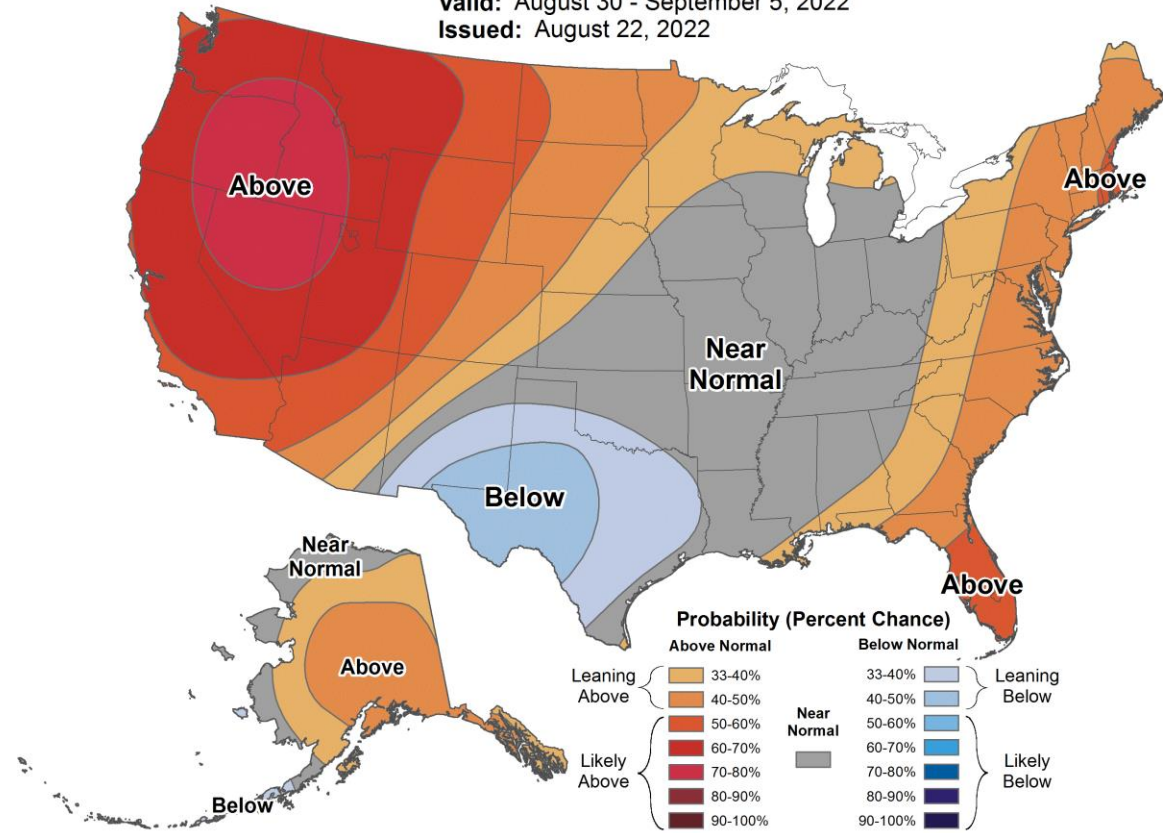 Valid: August 30 - September 5, 2022
Issued: August 22, 2022
Above
Above
Near
Normal
Below
Above
Near
Normal
Above
Below
Probability (Percent Chance)
Above Normal
Below Normal
Leaning
Above
33-40%
40-50%
50-60%
60-70%
70-80%
80-90%
90-100%
Likely
Above
Near
Normal
33-40%
40-50%
50-60%
60-70%
70-80%
80-90%
90-100%
Leaning
Below
Likely
Below